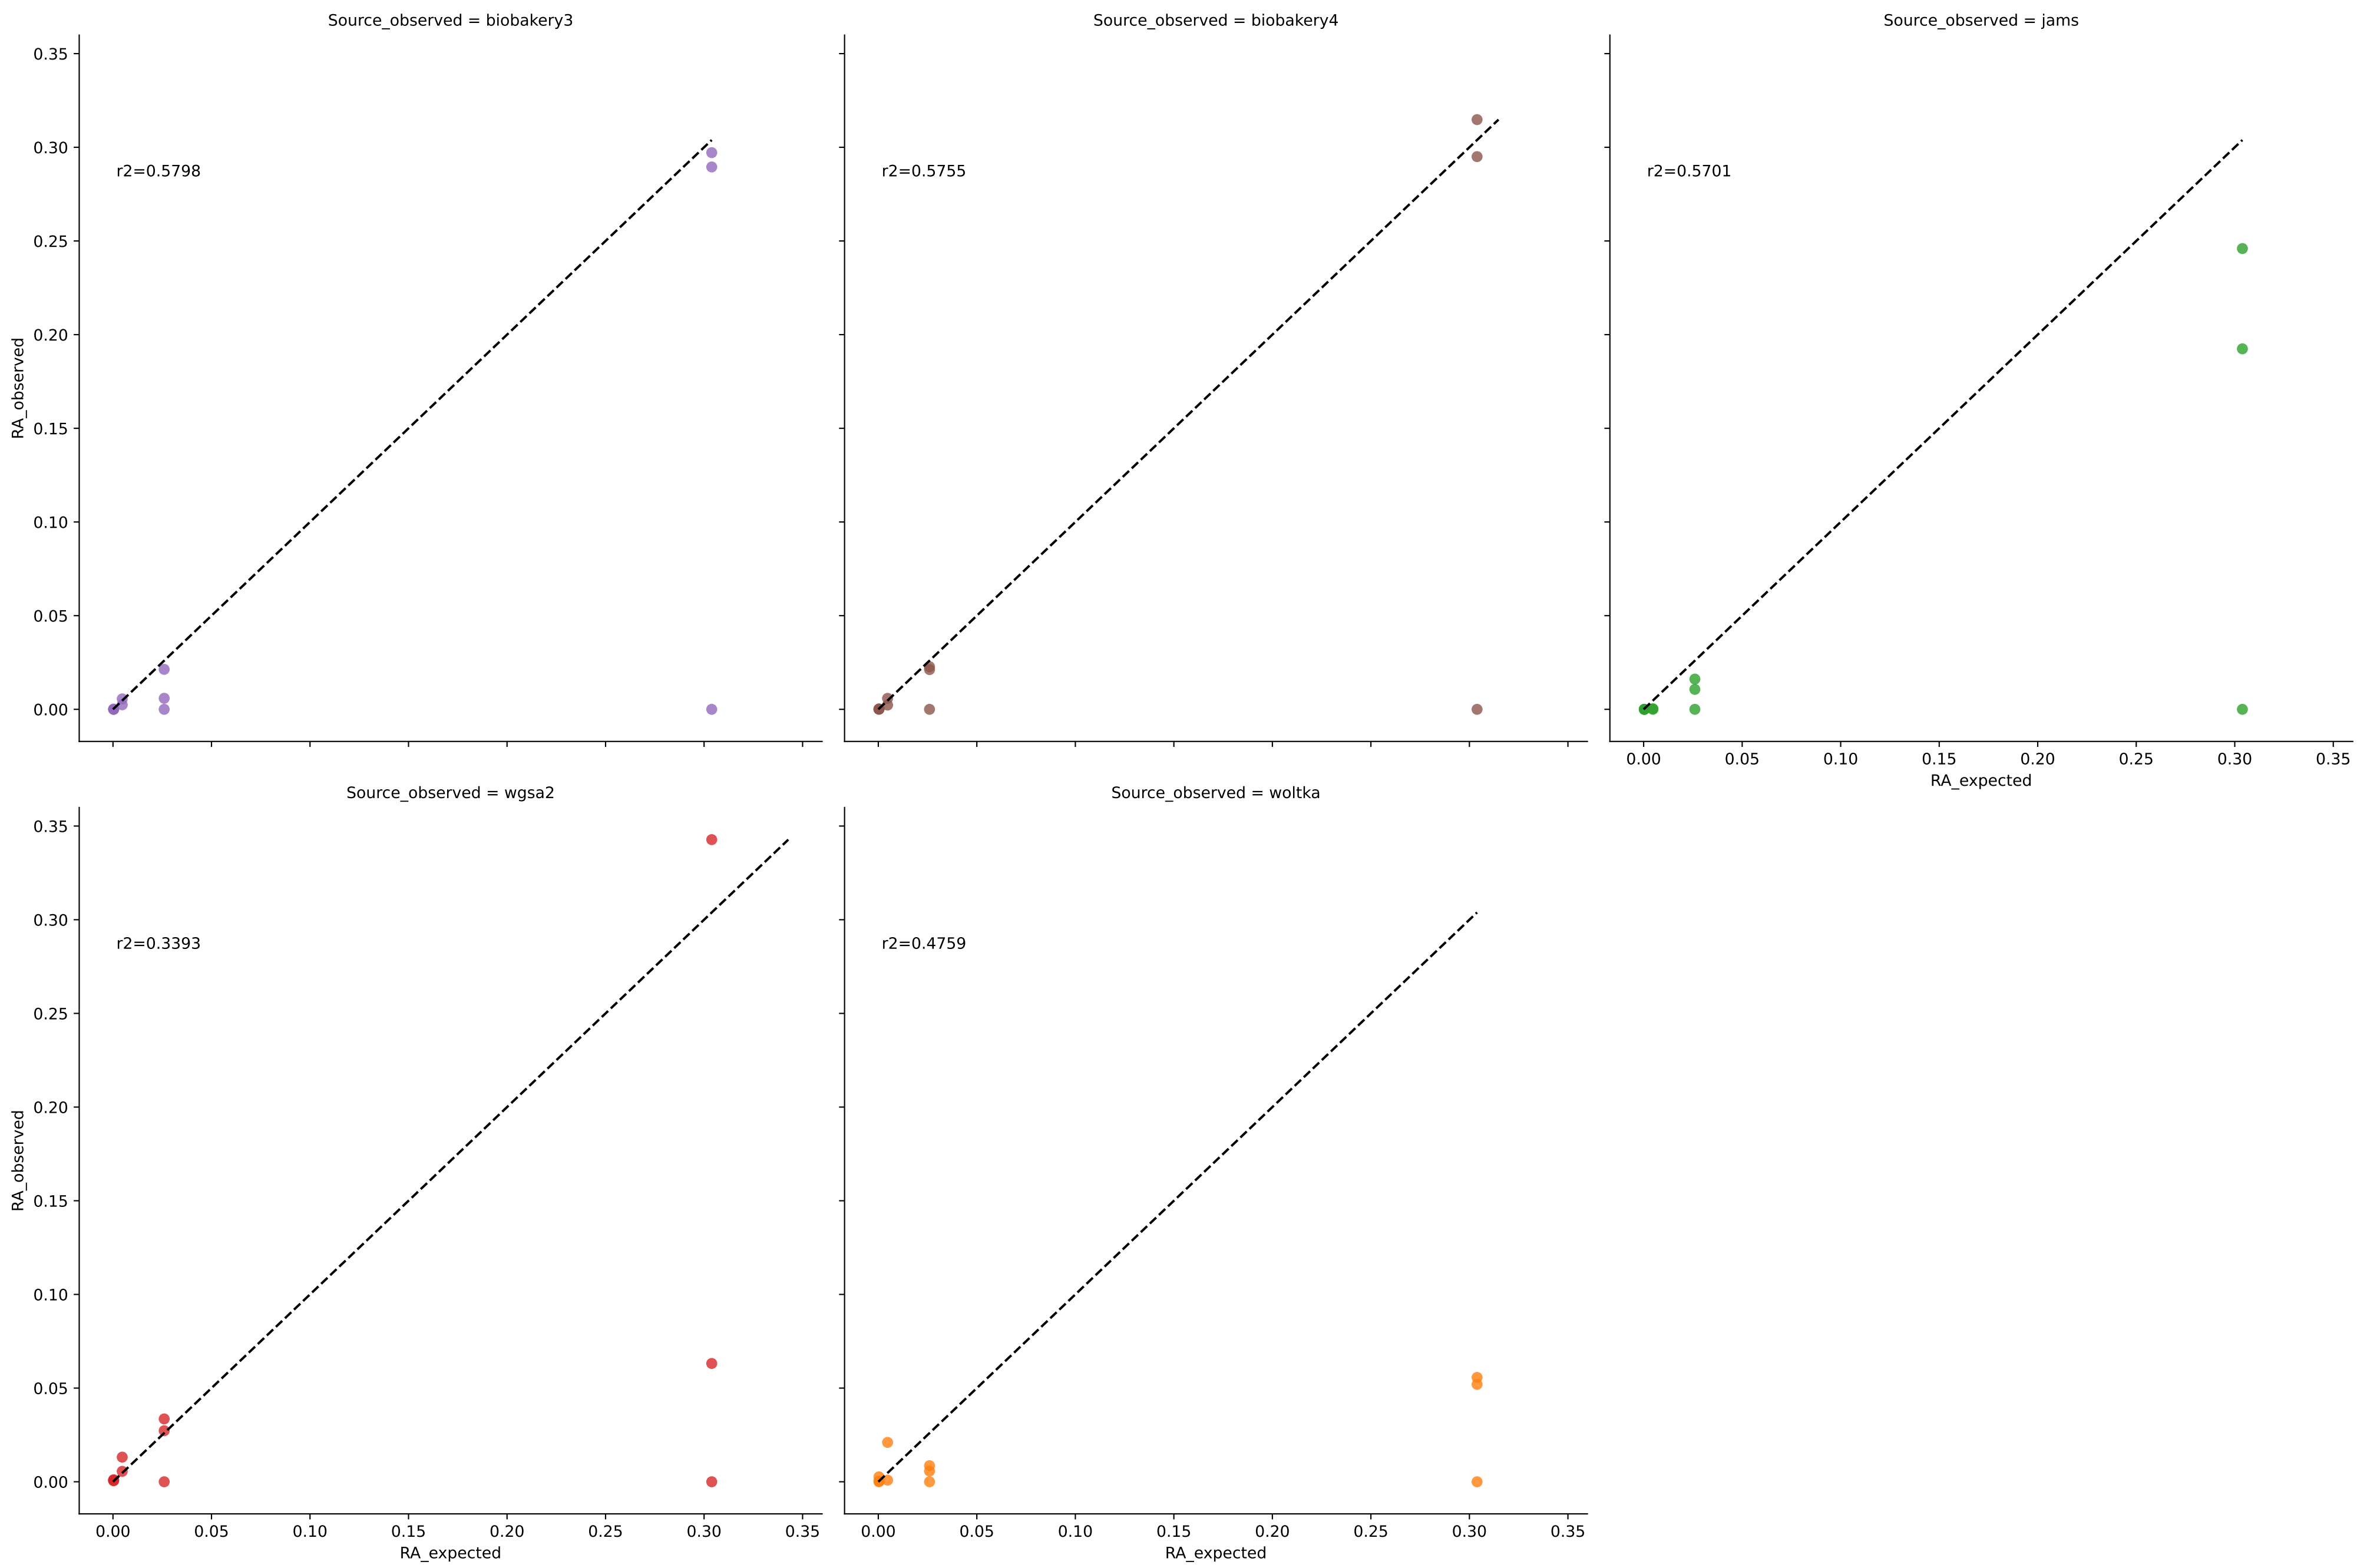 Source_observed = biobakery3
RA_observed
0.35
0.30
0.25
0.20
0.15
0.10
0.05
0.00
r2=0.5798
Source_observed = biobakery4
r2=0.5755
Source_observed = jams
r2=0.5701
0.00 0.05 0.10 0.15 0.20 0.25 0.30 0.35
RA_expected
Source_observed = wgsa2
RA_observed
0.35
0.30
0.25
0.20
0.15
0.10
0.05
0.00
r2=0.3393
0.00 0.05 0.10 0.15 0.20 0.25 0.30 0.35
RA_expected
Source_observed = woltka
r2=0.4759
0.00 0.05 0.10 0.15 0.20 0.25 0.30 0.35
RA_expected